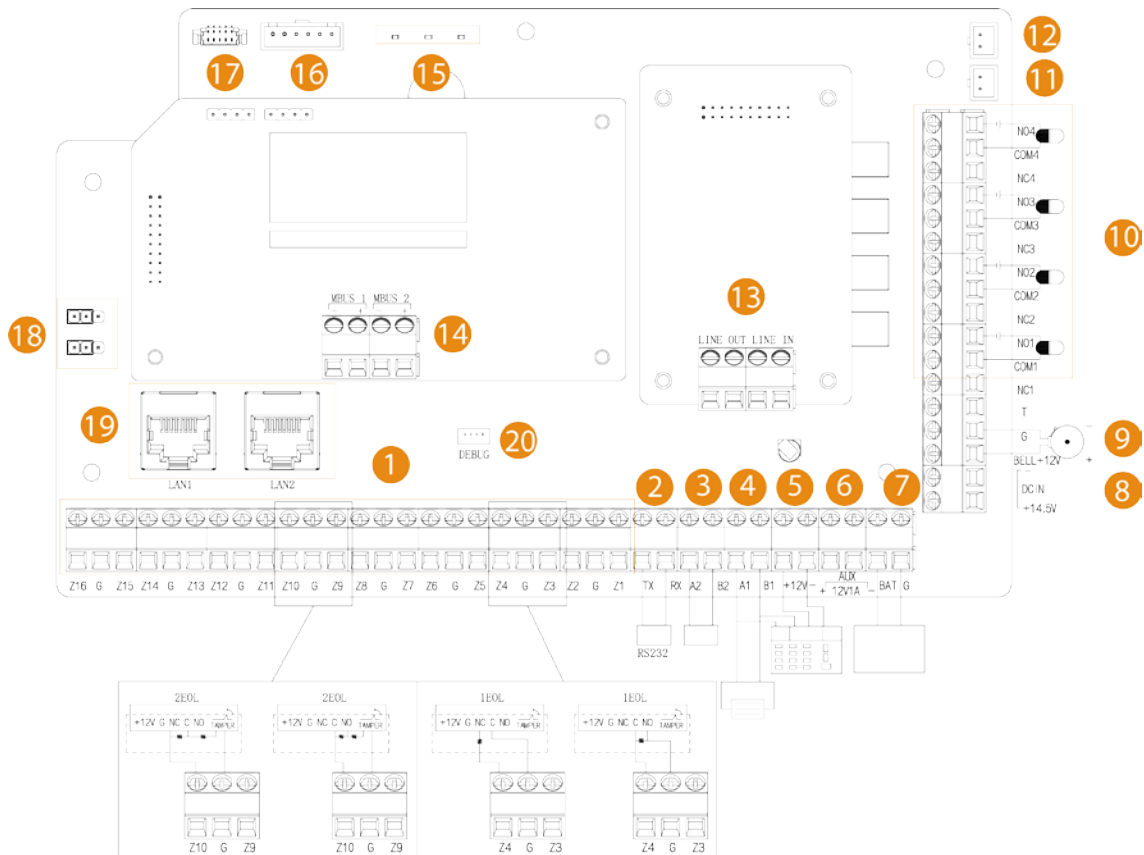 17 16 15 12
11
NO4
COM4
NC4
NO3
COM3
NC3
NO2
COM2
NC2
NO1
COM1
NC1
T
G
BELL+12V
- +
DCIN
+14.5V
10
9
8
18
MBUS 1 MBUS 2
- + - +
14
13
LINE OUT LINE IN
19
LAN1 LAN2
1
20
DEBUG
2 3 4 5 6 7
Z16 G Z15 Z14 G Z13 Z12 G Z11 Z10 G Z9 Z8 G Z7 Z6 G Z5 Z4 G Z3 Z2 G Z1 TX RX A2 B2 A1 B1 +12V - AUX + 12V1A - BAT G
RS232
2EOL 2EOL 1EOL 1EOL
+12V G NC C NO TAMPER +12V G NC C NO TAMPER +12V G NC C NO TAMPER +12V G NC C NO TAMPER
Z10 G Z9 Z10 G Z9 Z4 G Z3 Z4 G Z3